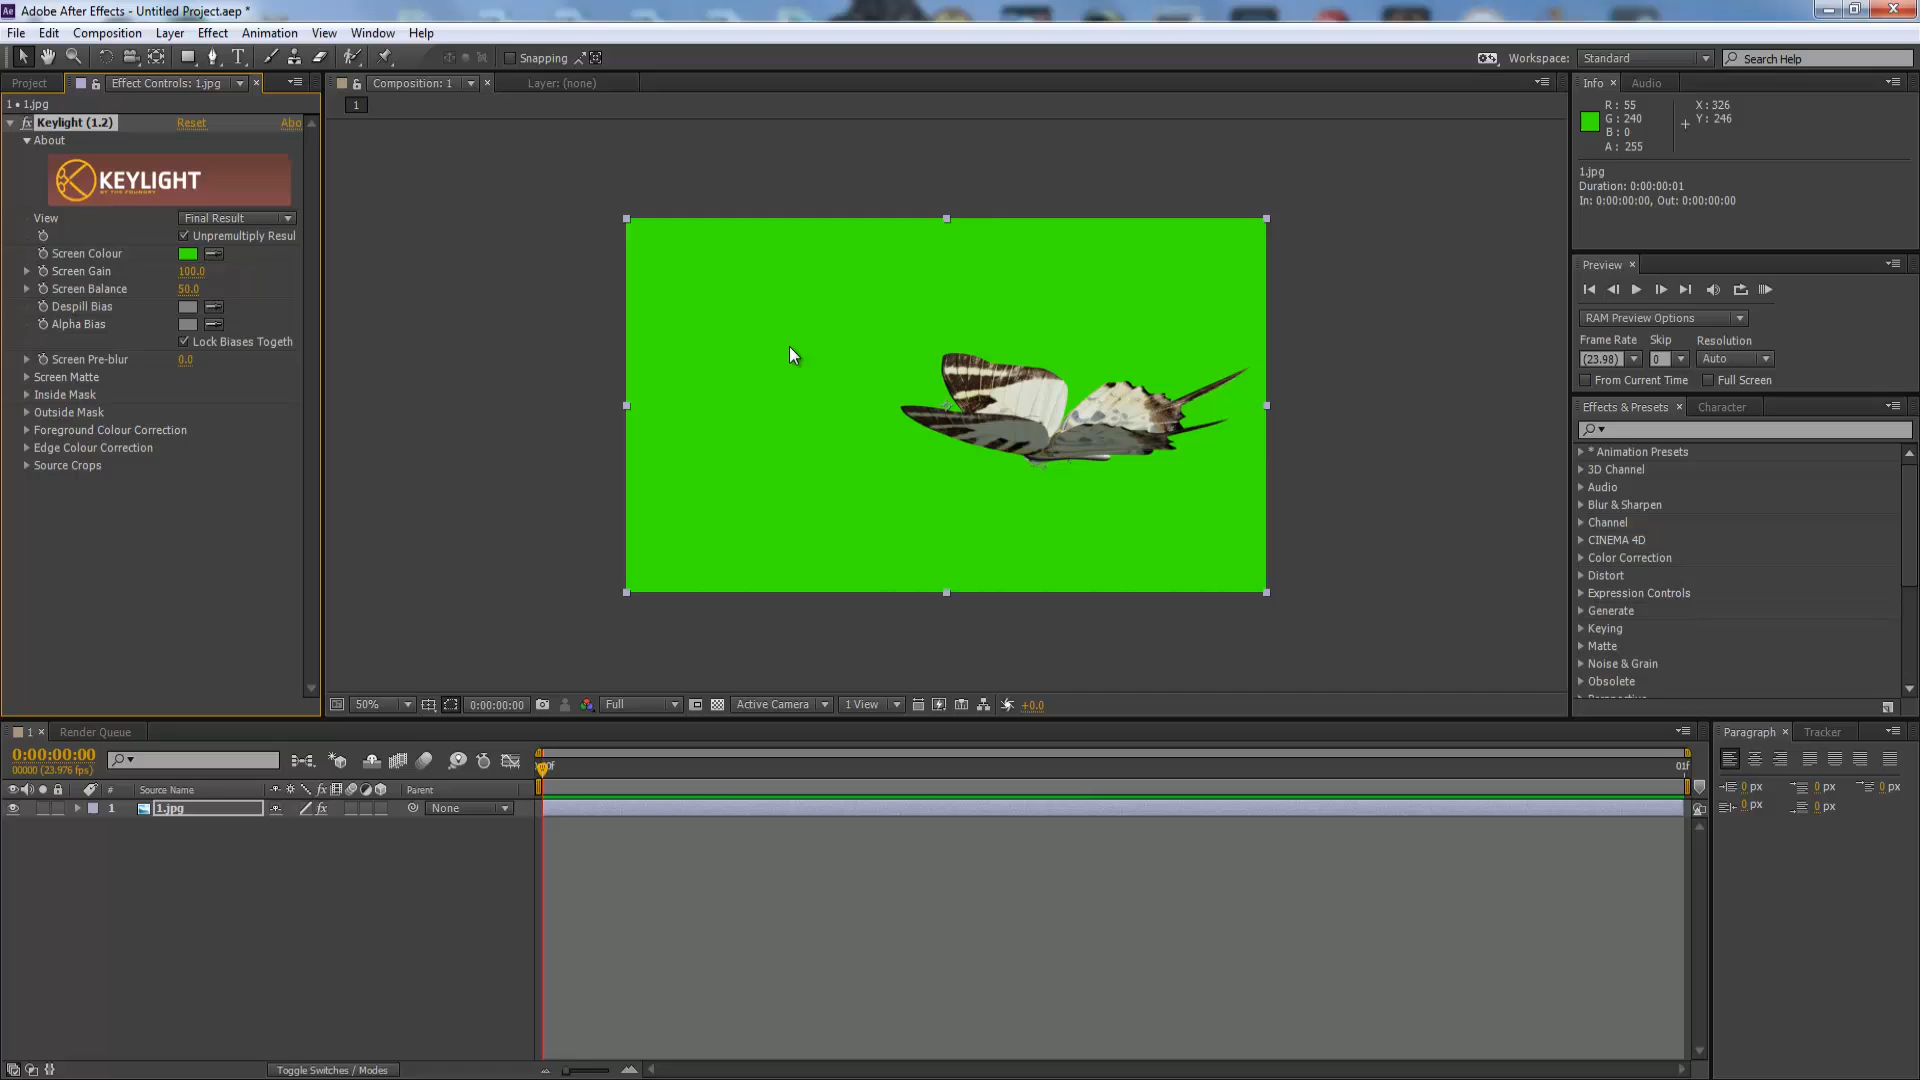 Adobe After Effects - Untitled Project.aep *
File Edit Composition Layer Effect Animation View Window Help
Snapping
Workspace: Standard
Search Help
Project Effect Controls: 1.jpg
1 • 1.jpg
fx Keylight (1.2) Reset Abo
About
KEYLIGHT
BY THE FOUNDRY
View Final Result
Unpremultiply Resul
Screen Colour
Screen Gain 100.0
Screen Balance 50.0
Despill Bias
Alpha Bias
Lock Biases Togeth
Screen Pre-blur 0.0
Screen Matte
Inside Mask
Outside Mask
Foreground Colour Correction
Edge Colour Correction
Source Crops
Composition: 1 Layer: (none)
1
50% 0:00:00:00 Full Active Camera 1 View +0.0
Info Audio
R : 55
G : 240
B : 0
A : 255
X : 326
Y : 246
1.jpg
Duration: 0:00:00:01
In: 0:00:00:00, Out: 0:00:00:00
Preview
RAM Preview Options
Frame Rate Skip Resolution
(23.98) 0 Auto
From Current Time Full Screen
Effects & Presets Character
* Animation Presets
3D Channel
Audio
Blur & Sharpen
Channel
CINEMA 4D
Color Correction
Distort
Expression Controls
Generate
Keying
Matte
Noise & Grain
Obsolete
Perspective
1 Render Queue
0:00:00:00
00000 (23.976 fps)
# Source Name fx Parent
1 1.jpg fx None
01f
Toggle Switches / Modes
Paragraph Tracker
0 px 0 px 0 px
0 px 0 px